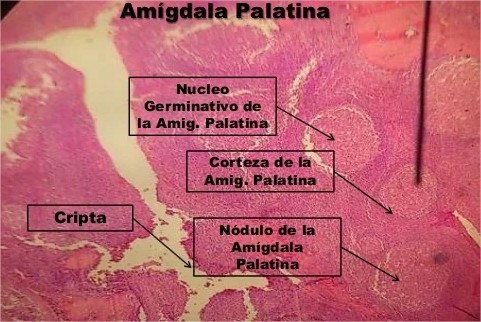 Amígdala Palatina
Nucleo
Germinativo de
la Amig. Palatina
Corteza de la
Amig. Palatina
Cripta
Nódulo de la
Amígdala
Palatina